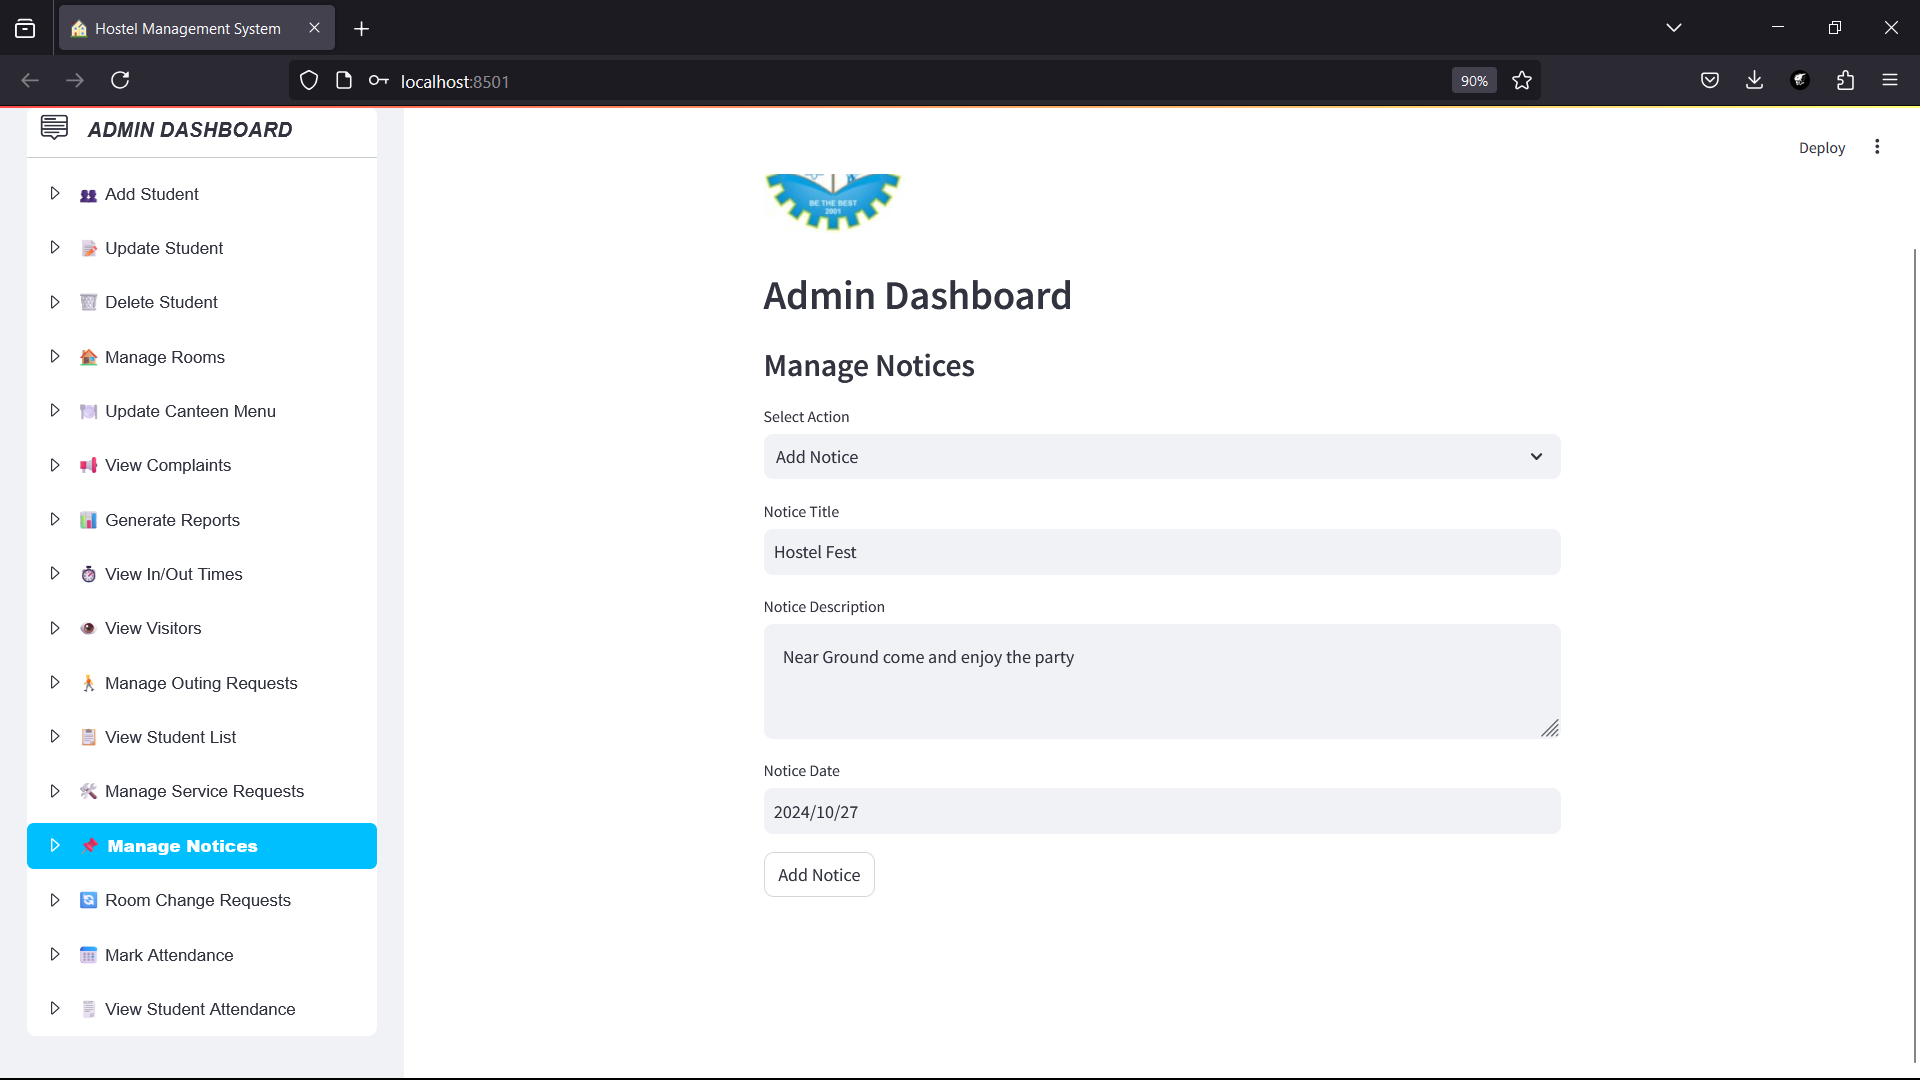 Hostel Management System
localhost:8501
90%
ADMIN DASHBOARD
Add Student
Update Student
Delete Student
Manage Rooms
Update Canteen Menu
View Complaints
Generate Reports
View In/Out Times
View Visitors
Manage Outing Requests
View Student List
Manage Service Requests
Manage Notices
Room Change Requests
Mark Attendance
View Student Attendance
Deploy
BE THE BEST
2001
Admin Dashboard
Manage Notices
Select Action
Add Notice
Notice Title
Hostel Fest
Notice Description
Near Ground come and enjoy the party
Notice Date
2024/10/27
Add Notice